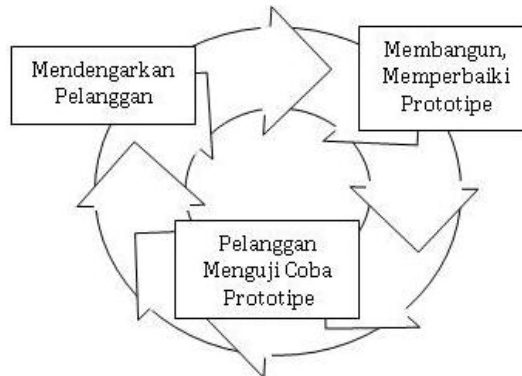 Mendengarkan
Pelanggan
Membangun,
Memperbaiki
Prototipe
Pelanggan
Menguji Coba
Prototipe